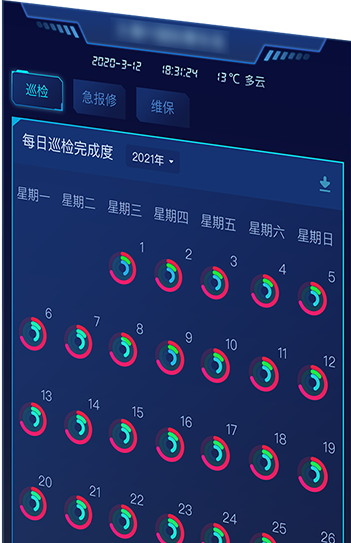 2020-3-12 18:31:24 13℃ 多云
巡检 急报修 维保
每日巡检完成度 2021年
星期一 星期二 星期三 星期四 星期五 星期六 星期日
1 2 3 4 5
6 7 8 9 10 11 12
13 14 15 16 17 18 19
20 21 22 23 24 25 26